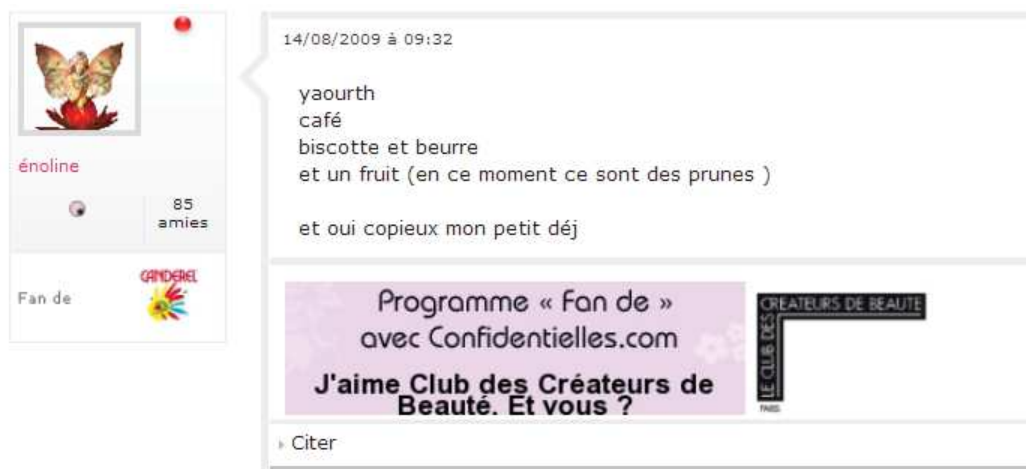 14/08/2009 à 09:32
yaourth
café
biscotte et beurre
et un fruit (en ce moment ce sont des prunes )
et oui copieux mon petit déj
énoline
85
amies
Fan de
CANDEREL
Programme « Fan de »
avec Confidentielles.com
J'aime Club des Créateurs de
Beauté. Et vous ?
LE CLUB DES
CREATEURS DE BEAUTE
PARIS
Citer